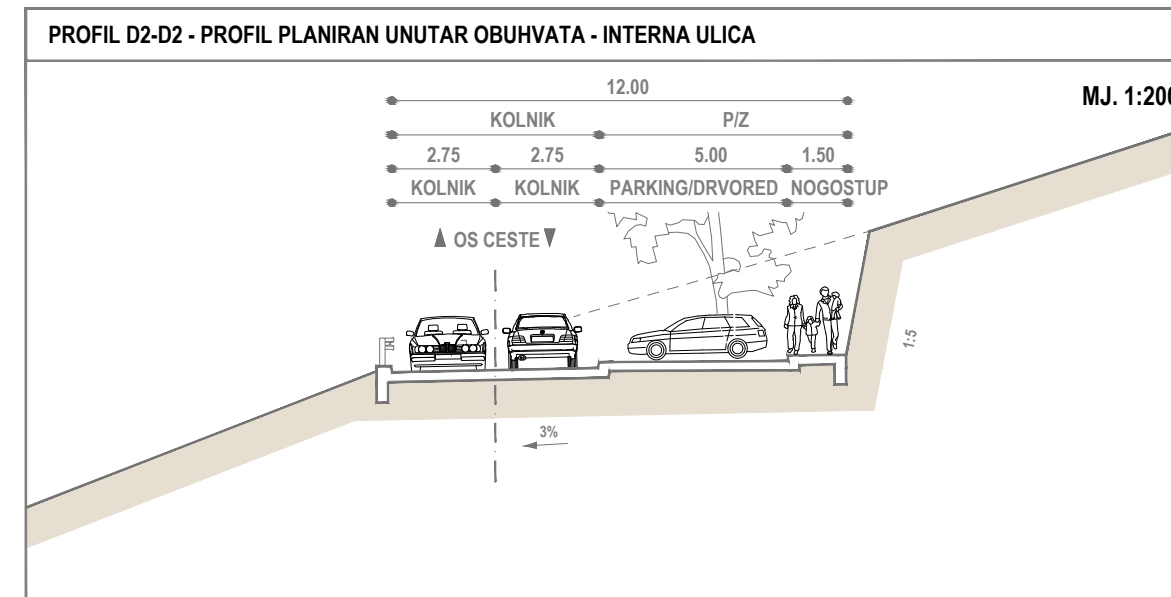 PROFIL D2-D2 - PROFIL PLANIRAN UNUTAR OBUHVATA - INTERNA ULICA
MJ. 1:200
12.00
KOLNIK P/Z
2.75 2.75 5.00 1.50
KOLNIK KOLNIK PARKING/DRVORED NOGOSTUP
OS CESTE
1:5
3%